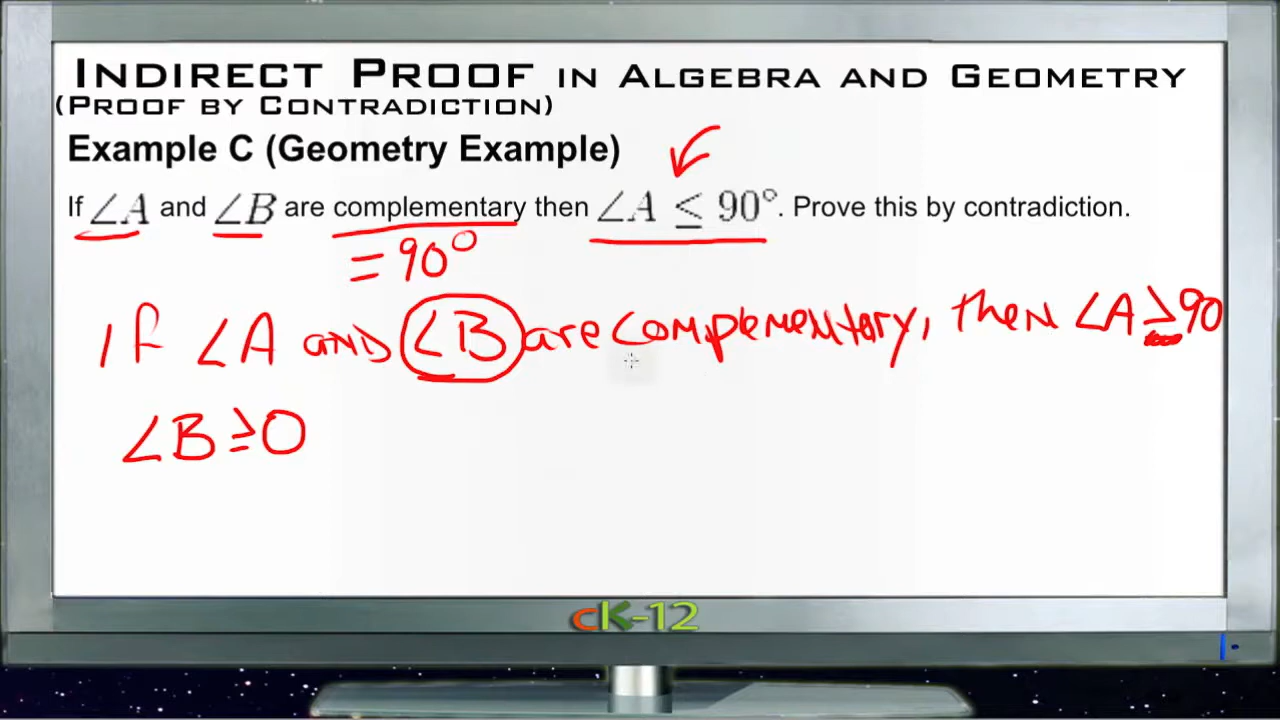 INDIRECT PROOF IN ALGEBRA AND GEOMETRY
(PROOF BY CONTRADICTION)
Example C (Geometry Example)
If ∠A and ∠B are complementary then ∠A ≤ 90°. Prove this by contradiction.
= 90°
If ∠A and ∠B are complementary, then ∠A ≥ 90
∠B ≥ 0
cK-12